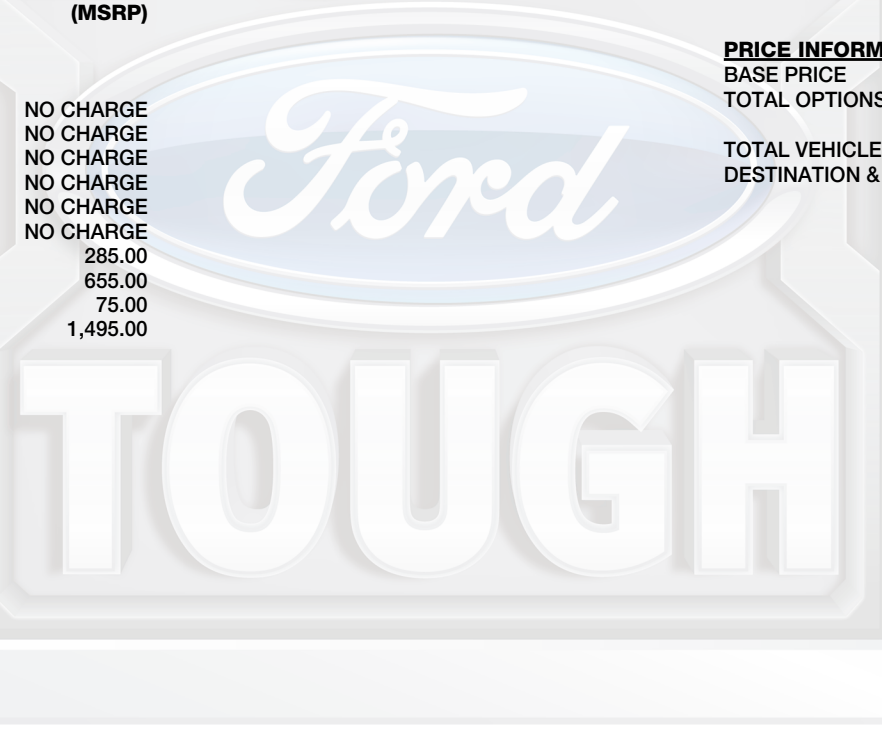 (MSRP)
NO CHARGE
NO CHARGE
NO CHARGE
NO CHARGE
NO CHARGE
NO CHARGE
285.00
655.00
75.00
1,495.00
PRICE INFORM
BASE PRICE
TOTAL OPTIONS
TOTAL VEHICLE
DESTINATION &
Ford
TOUGH